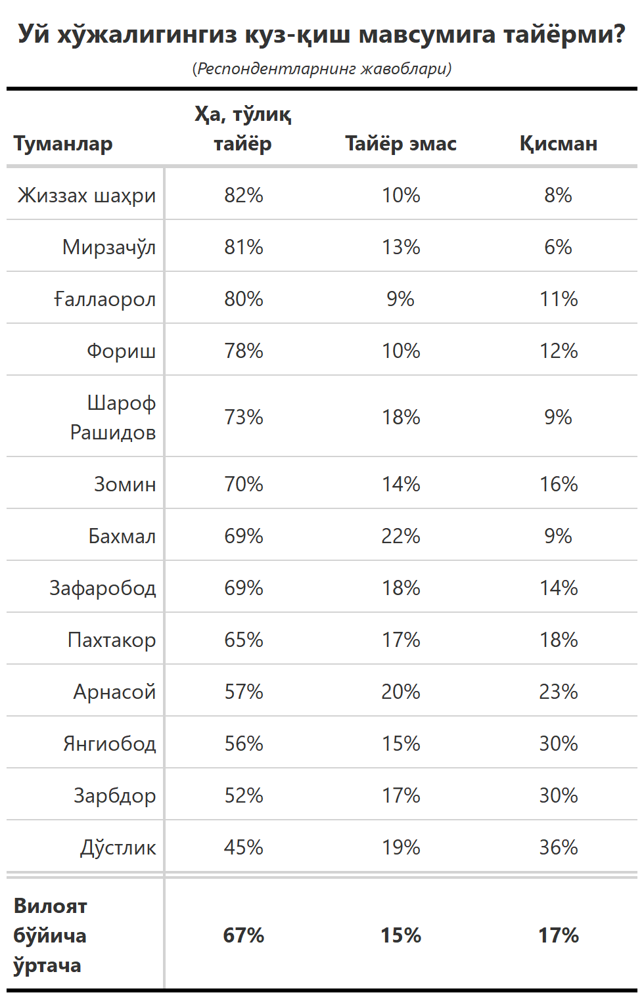 Уй хўжалигингиз куз-қиш мавсумига тайёрми?
(Респондентларнинг жавоблари)
Туманлар Ҳа, тўлиқ тайёр Тайёр эмас Қисман
Жиззах шаҳри 82% 10% 8%
Мирзачўл 81% 13% 6%
Ғаллаорол 80% 9% 11%
Фориш 78% 10% 12%
Шароф Рашидов 73% 18% 9%
Зомин 70% 14% 16%
Бахмал 69% 22% 9%
Зафаробод 69% 18% 14%
Пахтакор 65% 17% 18%
Арнасой 57% 20% 23%
Янгиобод 56% 15% 30%
Зарбдор 52% 17% 30%
Дўстлик 45% 19% 36%
Вилоят бўйича ўртача 67% 15% 17%